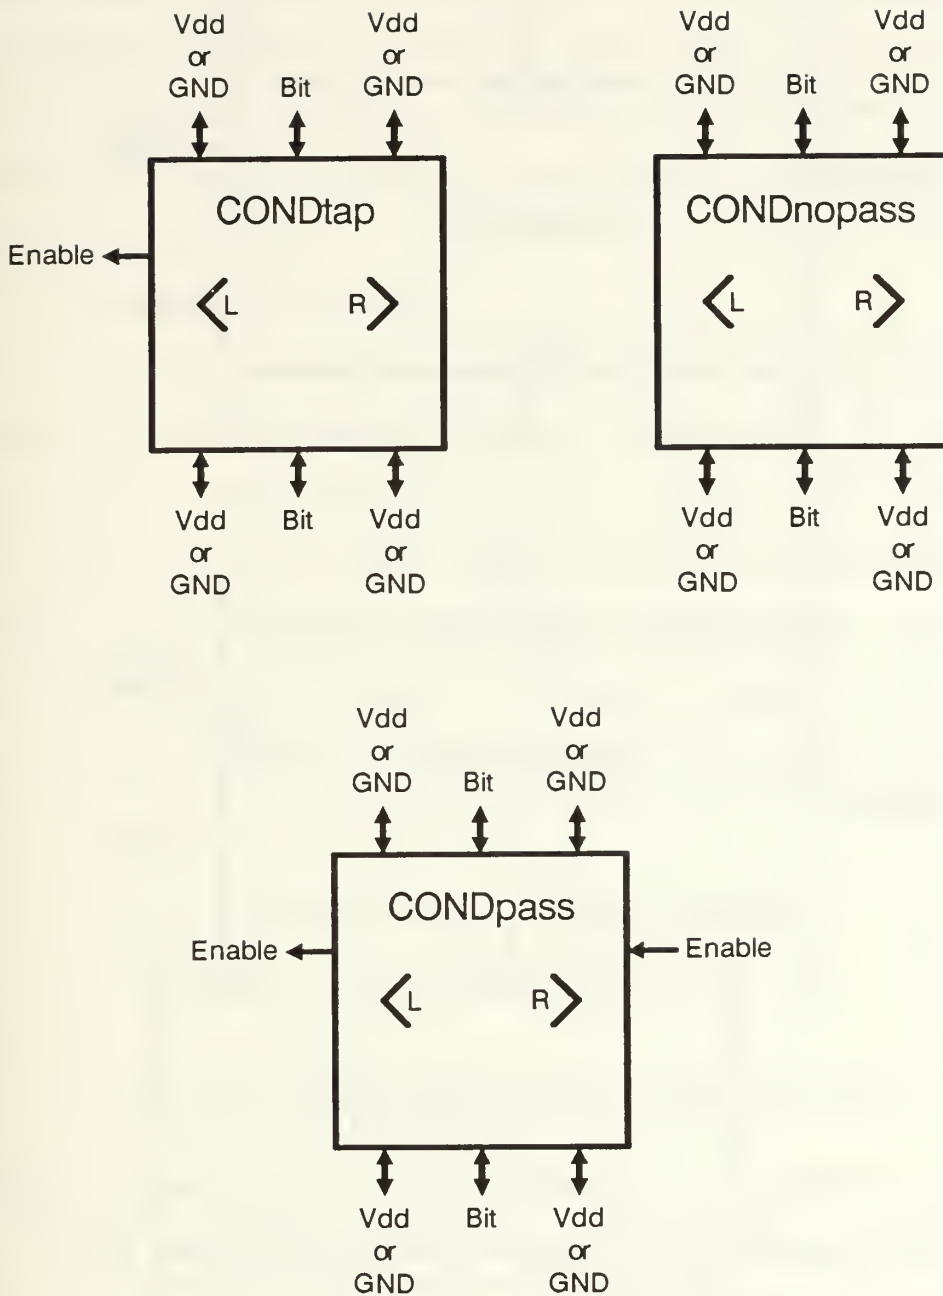 Vdd
or
GND
Bit
Vdd
or
GND
CONDtap
Enable
L
R
Vdd
or
GND
Bit
Vdd
or
GND
Vdd
or
GND
Bit
Vdd
or
GND
CONDnopass
L
R
Vdd
or
GND
Bit
Vdd
or
GND
Vdd
or
GND
Bit
Vdd
or
GND
CONDpass
Enable
Enable
L
R
Vdd
or
GND
Bit
Vdd
or
GND